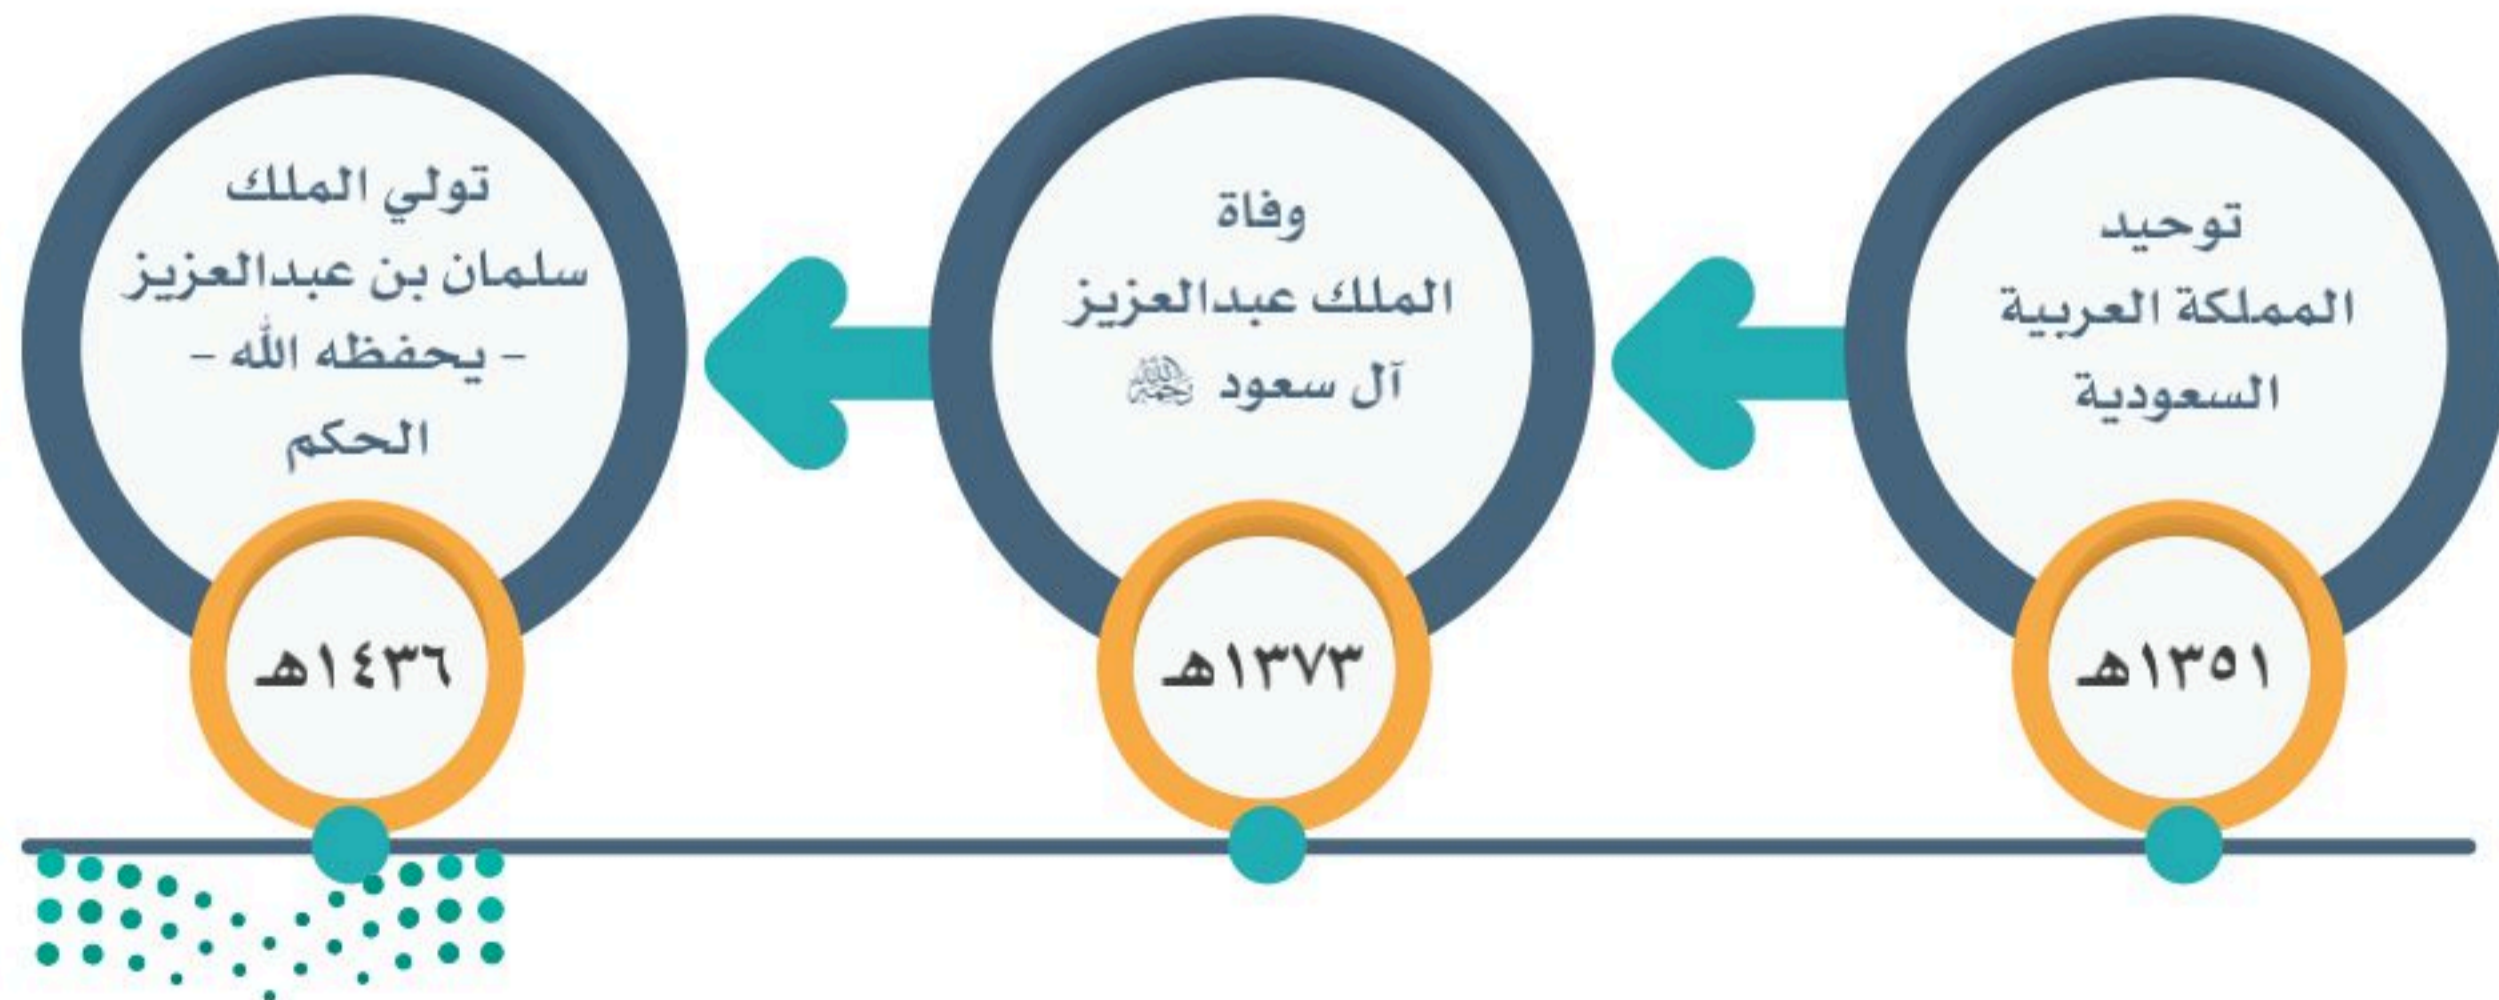 توحيد
المملكة العربية
السعودية
١٣٥١هـ
وفاة
الملك عبدالعزيز
آل سعود رحمه الله
١٣٧٣هـ
تولي الملك
سلمان بن عبدالعزيز
- يحفظه الله -
الحكم
١٤٣٦هـ